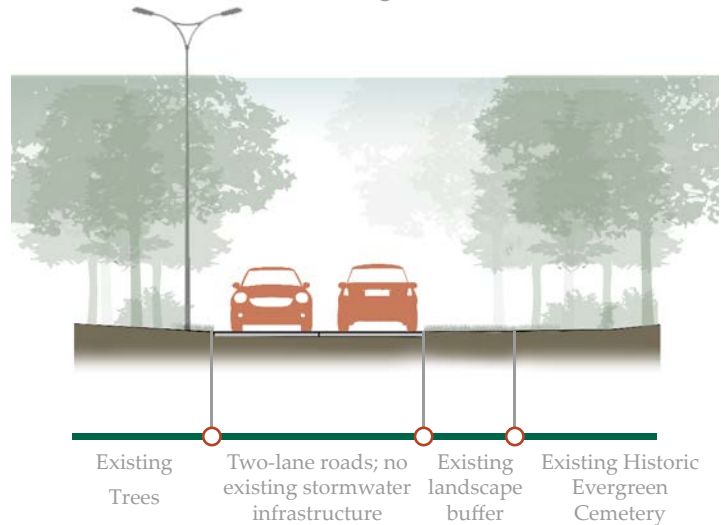 Existing
Trees
Two-lane roads; no
existing stormwater
infrastructure
Existing
landscape
buffer
Existing Historic
Evergreen
Cemetery